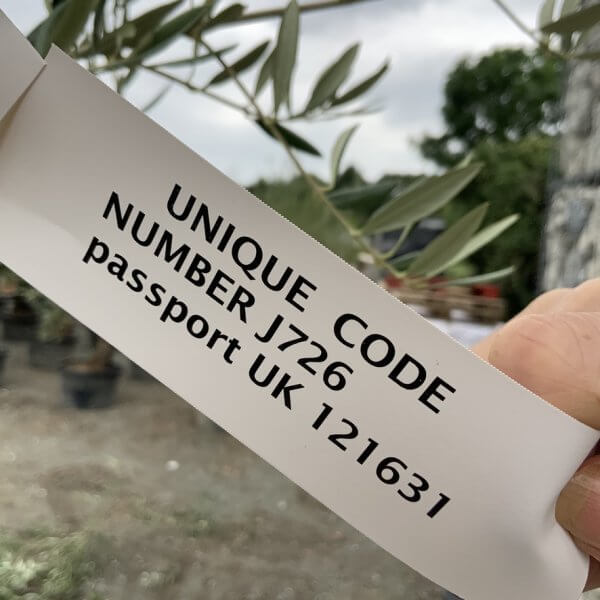 UNIQUE CODE
NUMBER J726
passport UK 121631